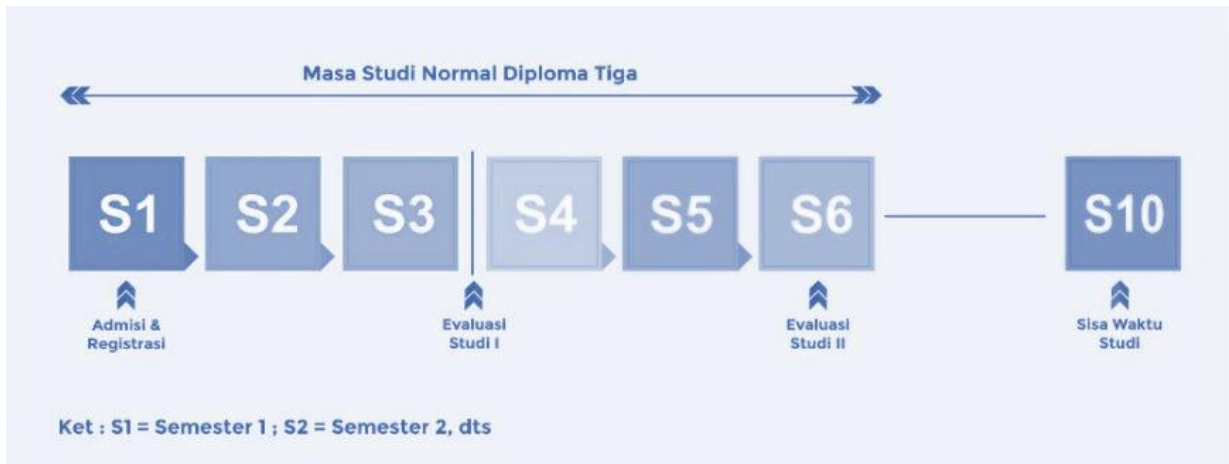 Masa Studi Normal Diploma Tiga
S1
S2
S3
S4
S5
S6
S10
Admisi &
Registrasi
Evaluasi
Studi I
Evaluasi
Studi II
Sisa Waktu
Studi
Ket : S1 = Semester 1 ; S2 = Semester 2, dts